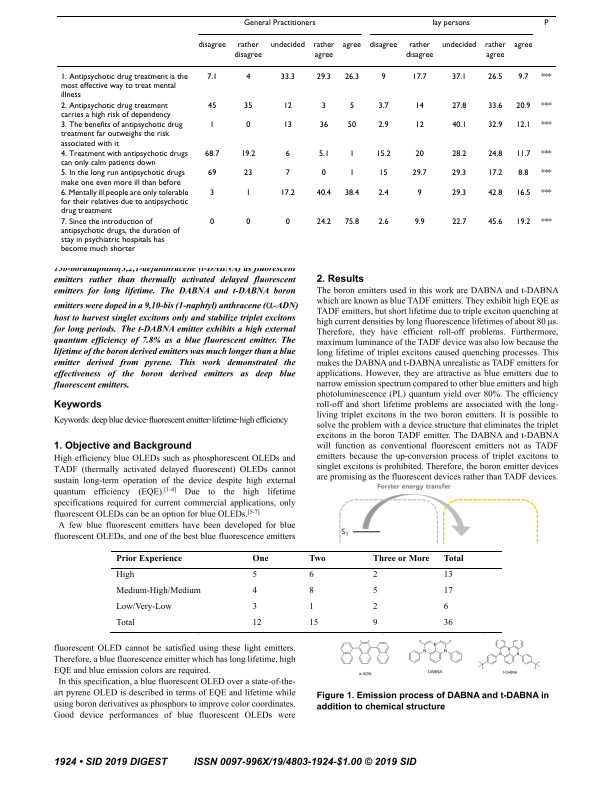 General Practitioners lay persons P
disagree rather disagree undecided rather agree agree disagree rather disagree undecided rather agree agree
1. Antipsychotic drug treatment is the 7.1 4 33.3 29.3 26.3 9 17.7 37.1 26.5 9.7 ***
most effective way to treat mental
illness
2. Antipsychotic drug treatment 45 35 12 3 5 3.7 14 27.8 33.6 20.9 ***
carries a high risk of dependency
3. The benefits of antipsychotic drug 1 0 13 36 50 2.9 12 40.1 32.9 12.1 ***
treatment far outweighs the risk
associated with it
4. Treatment with antipsychotic drugs 68.7 19.2 6 5.1 1 15.2 20 28.2 24.8 11.7 ***
can only calm patients down
5. In the long run antipsychotic drugs 69 23 7 0 1 15 29.7 29.3 17.2 8.8 ***
make one even more ill than before
6. Mentally ill people are only tolerable 3 1 17.2 40.4 38.4 2.4 9 29.3 42.8 16.5 ***
for their relatives due to antipsychotic
drug treatment
7. Since the introduction of 0 0 0 24.2 75.8 2.6 9.9 22.7 45.6 19.2 ***
antipsychotic drugs, the duration of
stay in psychiatric hospitals has
become much shorter
emitters rather than thermally activated delayed fluorescent
emitters for long lifetime. The DABNA and t-DABNA boron
emitters were doped in a 9,10-bis (1-naphtyl) anthracene (α-ADN)
host to harvest singlet excitons only and stabilize triplet excitons
for long periods. The t-DABNA emitter exhibits a high external
quantum efficiency of 7.8% as a blue fluorescent emitter. The
lifetime of the boron derived emitters was much longer than a blue
emitter derived from pyrene. This work demonstrated the
effectiveness of the boron derived emitters as deep blue
fluorescent emitters.
Keywords
Keywords: deep blue device·fluorescent emitter·lifetime·high efficiency
1. Objective and Background
High efficiency blue OLEDs such as phosphorescent OLEDs and
TADF (thermally activated delayed fluorescent) OLEDs cannot
sustain long-term operation of the device despite high external
quantum efficiency (EQE).[1-4] Due to the high lifetime
specifications required for current commercial applications, only
fluorescent OLEDs can be an option for blue OLEDs.[5-7]
A few blue fluorescent emitters have been developed for blue
fluorescent OLEDs, and one of the best blue fluorescence emitters
2. Results
The boron emitters used in this work are DABNA and t-DABNA
which are known as blue TADF emitters. They exhibit high EQE as
TADF emitters, but short lifetime due to triplet exciton quenching at
high current densities by long fluorescence lifetimes of about 80 μs.
Therefore, they have efficient roll-off problems. Furthermore,
maximum luminance of the TADF device was also low because the
long lifetime of triplet excitons caused quenching processes. This
makes the DABNA and t-DABNA unrealistic as TADF emitters for
applications. However, they are attractive as blue emitters due to
narrow emission spectrum compared to other blue emitters and high
photoluminescence (PL) quantum yield over 80%. The efficiency
roll-off and short lifetime problems are associated with the long-
living triplet excitons in the two boron emitters. It is possible to
solve the problem with a device structure that eliminates the triplet
excitons in the boron TADF emitter. The DABNA and t-DABNA
will function as conventional fluorescent emitters not as TADF
emitters because the up-conversion process of triplet excitons to
singlet excitons is prohibited. Therefore, the boron emitter devices
are promising as the fluorescent devices rather than TADF devices.
Forster energy transfer
S1
Prior Experience One Two Three or More Total
High 5 6 2 13
Medium-High/Medium 4 8 5 17
Low/Very-Low 3 1 2 6
Total 12 15 9 36
fluorescent OLED cannot be satisfied using these light emitters.
Therefore, a blue fluorescence emitter which has long lifetime, high
EQE and blue emission colors are required.
In this specification, a blue fluorescent OLED over a state-of-the-
art pyrene OLED is described in terms of EQE and lifetime while
using boron derivatives as phosphors to improve color coordinates.
Good device performances of blue fluorescent OLEDs were
α-ADN DABNA t-DABNA
Figure 1. Emission process of DABNA and t-DABNA in
addition to chemical structure
1924 • SID 2019 DIGEST ISSN 0097-996X/19/4803-1924-$1.00 © 2019 SID